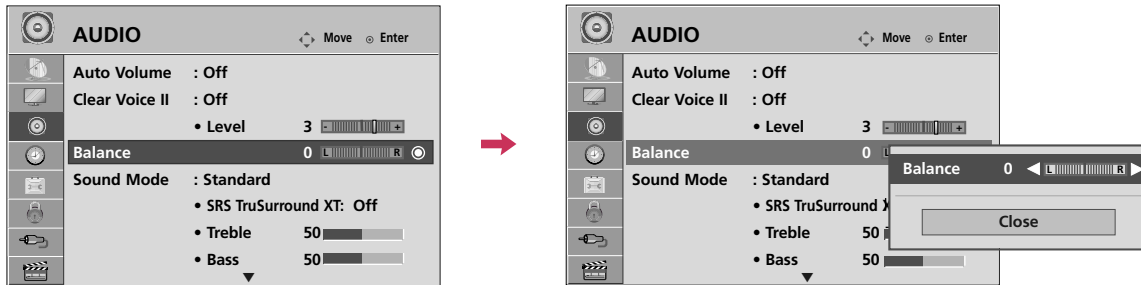 AUDIO
Move
Enter
Auto Volume : Off
Clear Voice II : Off
• Level 3 - +
Balance 0 L R
Sound Mode : Standard
• SRS TruSurround XT: Off
• Treble 50
• Bass 50
AUDIO
Move
Enter
Auto Volume : Off
Clear Voice II : Off
• Level 3 - +
Balance 0 L
Sound Mode : Standard
• SRS TruSurround
• Treble 50
• Bass 50
Balance 0 L R
Close